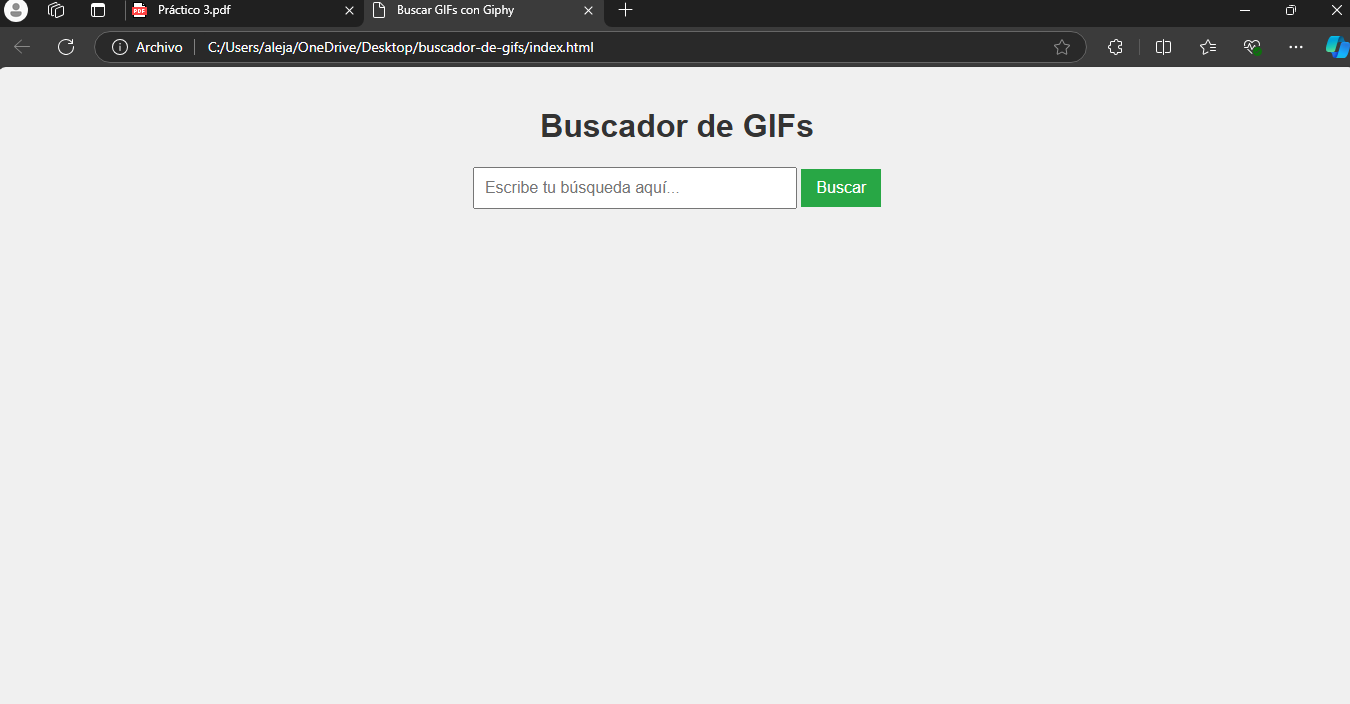 PDF Práctico 3.pdf
Buscar GIFs con Giphy
Archivo
C:/Users/aleja/OneDrive/Desktop/buscador-de-gifs/index.html
Buscador de GIFs
Escribe tu búsqueda aquí...
Buscar